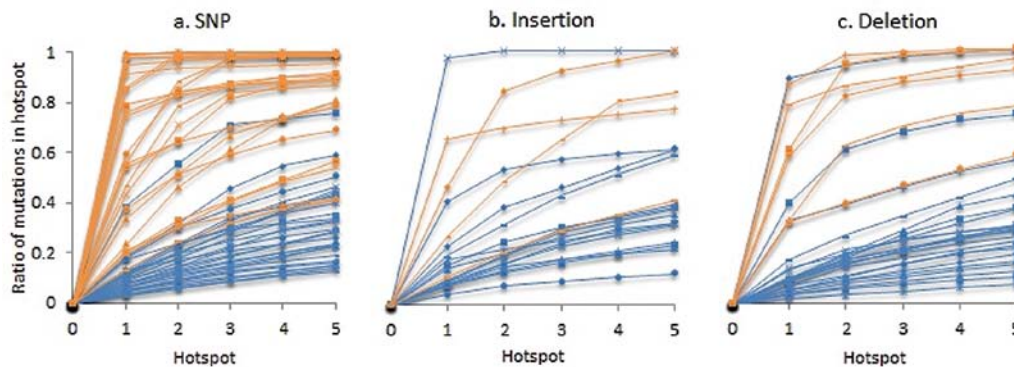 a. SNP
b. Insertion
c. Deletion
Ratio of mutations in hotspot
1
0.8
0.6
0.4
0.2
0
0 1 2 3 4 5
0 1 2 3 4 5
0 1 2 3 4 5
Hotspot
Hotspot
Hotspot